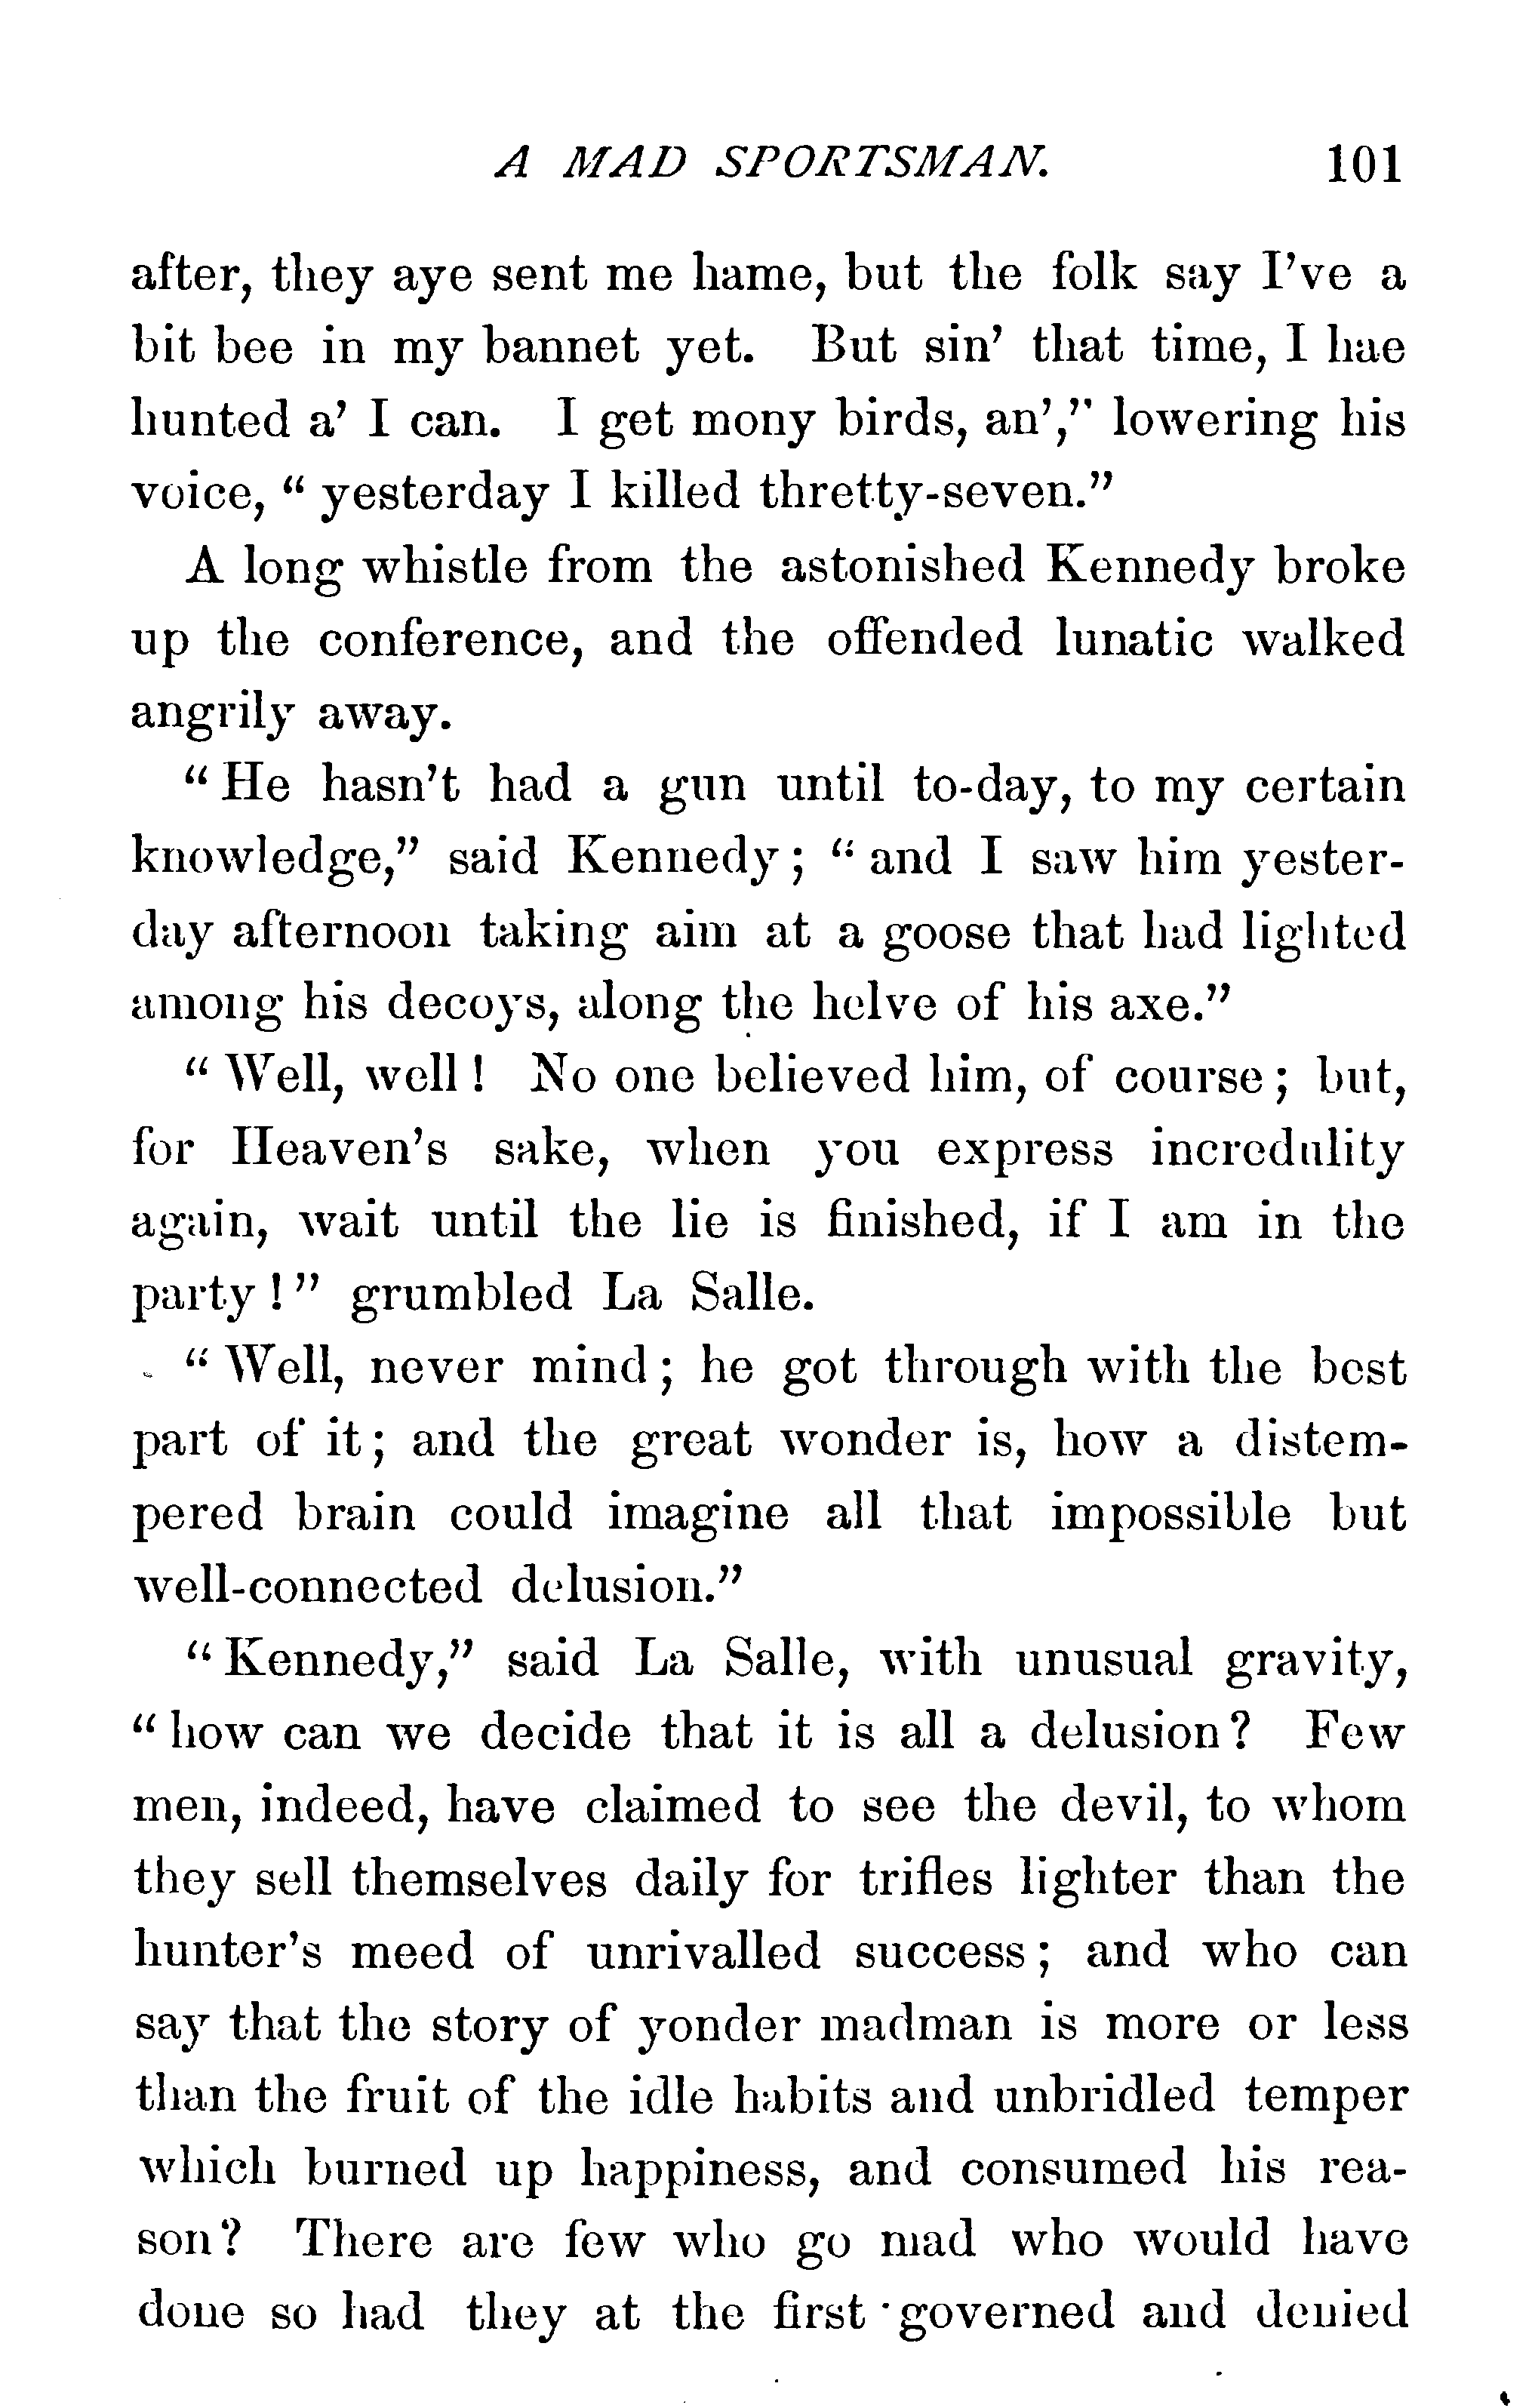 A MAD SPORTSMAN. 101
after, they aye sent me hame, but the folk say I've a
bit bee in my bannet yet. But sin' that time, I hae
hunted a' I can. I get mony birds, an'," lowering his
voice, "yesterday I killed thretty-seven."
A long whistle from the astonished Kennedy broke
up the conference, and the offended lunatic walked
angrily away.
"He hasn't had a gun until to-day, to my certain
knowledge," said Kennedy; "and I saw him yester-
day afternoon taking aim at a goose that had lighted
among his decoys, along the helve of his axe."
"Well, well! No one believed him, of course; but,
for Heaven's sake, when you express incredulity
again, wait until the lie is finished, if I am in the
party!" grumbled La Salle.
"Well, never mind; he got through with the best
part of it; and the great wonder is, how a distem-
pered brain could imagine all that impossible but
well-connected delusion."
"Kennedy," said La Salle, with unusual gravity,
"how can we decide that it is all a delusion? Few
men, indeed, have claimed to see the devil, to whom
they sell themselves daily for trifles lighter than the
hunter's meed of unrivalled success; and who can
say that the story of yonder madman is more or less
than the fruit of the idle habits and unbridled temper
which burned up happiness, and consumed his rea-
son? There are few who go mad who would have
done so had they at the first governed and denied